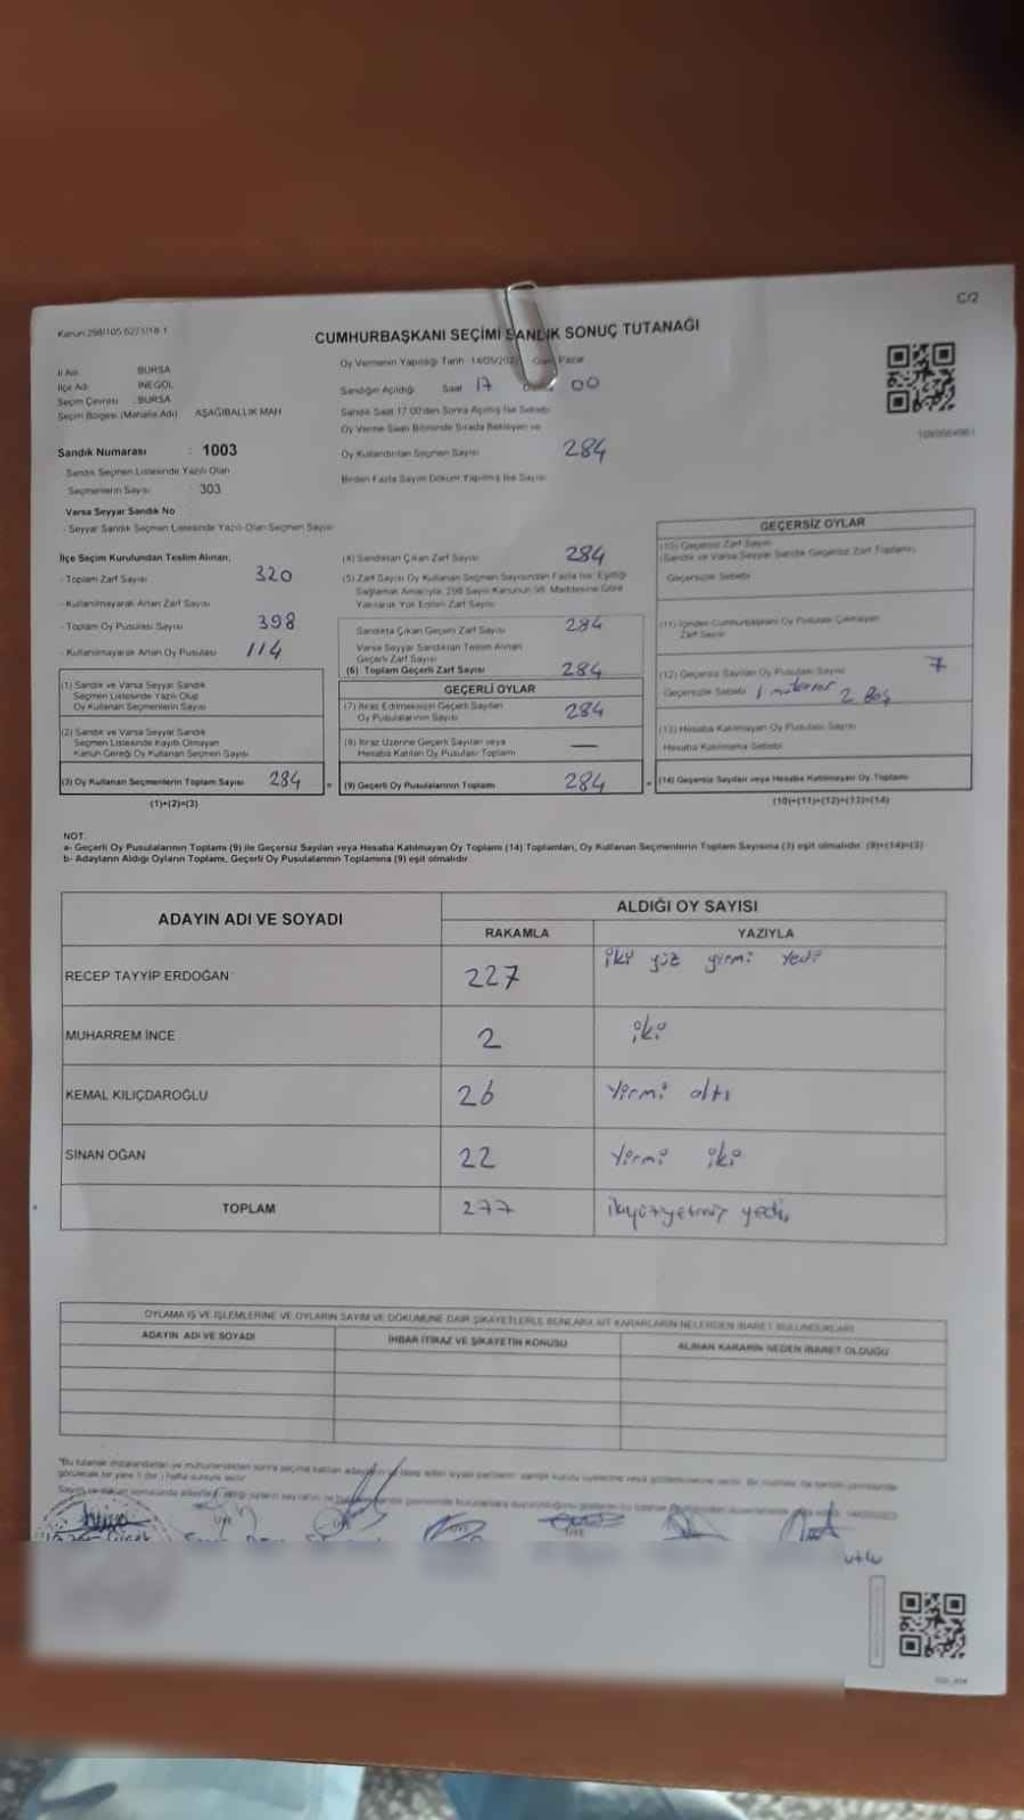 C/2
CUMHURBAŞKANI SEÇİMİ SANDIK SONUÇ TUTANAĞI
İl Adı BURSA
İlçe Adı İNEGÖL
Seçim Çevresi BURSA
Seçim Bölgesi (Mahalle Adı) AŞAĞIBALLIK MAH
Sandık Numarası : 1003
Sandık Seçmen Listesinde Yazılı Olan
Seçmenlerin Sayısı 303
Varsa Seyyar Sandık No
- Seyyar Sandık Seçmen Listesinde Yazılı Olan Seçmen Sayısı
Oy Vermenin Yapıldığı Tarih 14/05/202 Pazar
Sandığın Açıldığı Saat 17 00
Sandık Saat 17.00'den Sonra Açılmış İse Sebebi
Oy Verme Saati Bitiminde Sırada Bekleyen ve
Oy Kullandırılan Seçmen Sayısı 284
Birden Fazla Sayım Döküm Yapılmış İse Sayısı
İlçe Seçim Kurulundan Teslim Alınan;
- Toplam Zarf Sayısı 320
- Kullanılmayarak Artan Zarf Sayısı
- Toplam Oy Pusulası Sayısı 398
- Kullanılmayarak Artan Oy Pusulası 114
(1) Sandık ve Varsa Seyyar Sandık
Seçmen Listesinde Yazılı Olup
Oy Kullanan Seçmenlerin Sayısı
(2) Sandık ve Varsa Seyyar Sandık
Seçmen Listesinde Kayıtlı Olmayan
Kanun Gereği Oy Kullanan Seçmen Sayısı
(3) Oy Kullanan Seçmenlerin Toplam Sayısı 284
(1)+(2)=(3)
(4) Sandıktan Çıkan Zarf Sayısı 284
(5) Zarf Sayısı Oy Kullanan Seçmen Sayısından Fazla İse, Eşitliği
Sağlamak Amacıyla, 298 Sayılı Kanunun 98. Maddesine Göre
Yakılarak Yok Edilen Zarf Sayısı
Sandıkta Çıkan Geçerli Zarf Sayısı 284
Varsa Seyyar Sandıktan Teslim Alınan
Geçerli Zarf Sayısı
(6) Toplam Geçerli Zarf Sayısı 284
GEÇERLİ OYLAR
(7) İtiraz Edilmeksizin Geçerli Sayılan
Oy Pusulalarının Sayısı 284
(8) İtiraz Üzerine Geçerli Sayılan veya
Hesaba Katılan Oy Pusulası Toplamı —
(9) Geçerli Oy Pusulalarının Toplamı 284
GEÇERSİZ OYLAR
(10) Geçersiz Zarf Sayısı
(Sandık ve Varsa Seyyar Sandık Geçersiz Zarf Toplamı)
Geçersizlik Sebebi
(11) İçinden Cumhurbaşkanı Oy Pusulası Çıkmayan
Zarf Sayısı
(12) Geçersiz Sayılan Oy Pusulası Sayısı 7
Geçersizlik Sebebi 2 Boş
(13) Hesaba Katılmayan Oy Pusulası Sayısı
Hesaba Katılmama Sebebi
(14) Geçersiz Sayılan veya Hesaba Katılmayan Oy Toplamı
(10)+(11)+(12)+(13)=(14)
NOT:
a- Geçerli Oy Pusulalarının Toplamı (9) ile Geçersiz Sayılan veya Hesaba Katılmayan Oy Toplamı (14) Toplamları, Oy Kullanan Seçmenlerin Toplam Sayısına (3) eşit olmalıdır. (9)+(14)=(3)
b- Adayların Aldığı Oyların Toplamı, Geçerli Oy Pusulalarının Toplamına (9) eşit olmalıdır.
ADAYIN ADI VE SOYADI ALDIĞI OY SAYISI
RAKAMLA YAZIYLA
RECEP TAYYİP ERDOĞAN 227 iki yüz yirmi yedi
MUHARREM İNCE 2 iki
KEMAL KILIÇDAROĞLU 26 Yirmi altı
SİNAN OĞAN 22 Yirmi iki
TOPLAM 277 ikiyüzyetmiş yedi
OYLAMA İŞ VE İŞLEMLERİNE VE OYLARIN SAYIM VE DÖKÜMÜNE DAİR ŞİKAYETLERLE BUNLARA AİT KARARLARIN NELERDEN İBARET BULUNDUKLARI
ADAYIN ADI VE SOYADI İHBAR İTİRAZ VE ŞİKAYETİN KONUSU ALINAN KARARIN NEDEN İBARET OLDUĞU